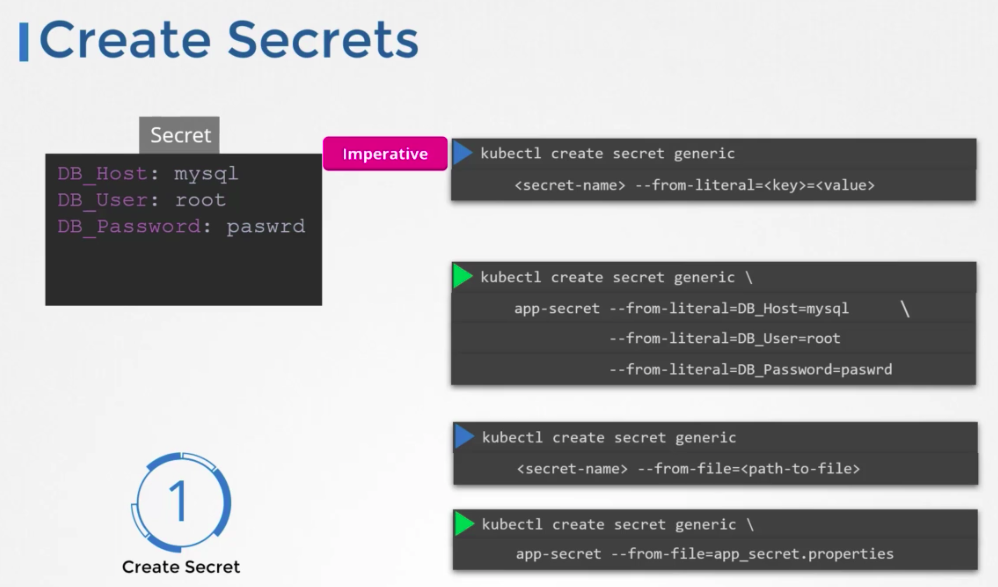 Create Secrets
Secret
DB_Host: mysql
DB_User: root
DB_Password: paswrd
Imperative
kubectl create secret generic
<secret-name> --from-literal=<key>=<value>
kubectl create secret generic \
app-secret --from-literal=DB_Host=mysql \
--from-literal=DB_User=root
--from-literal=DB_Password=paswrd
kubectl create secret generic
<secret-name> --from-file=<path-to-file>
kubectl create secret generic \
app-secret --from-file=app_secret.properties
1
Create Secret